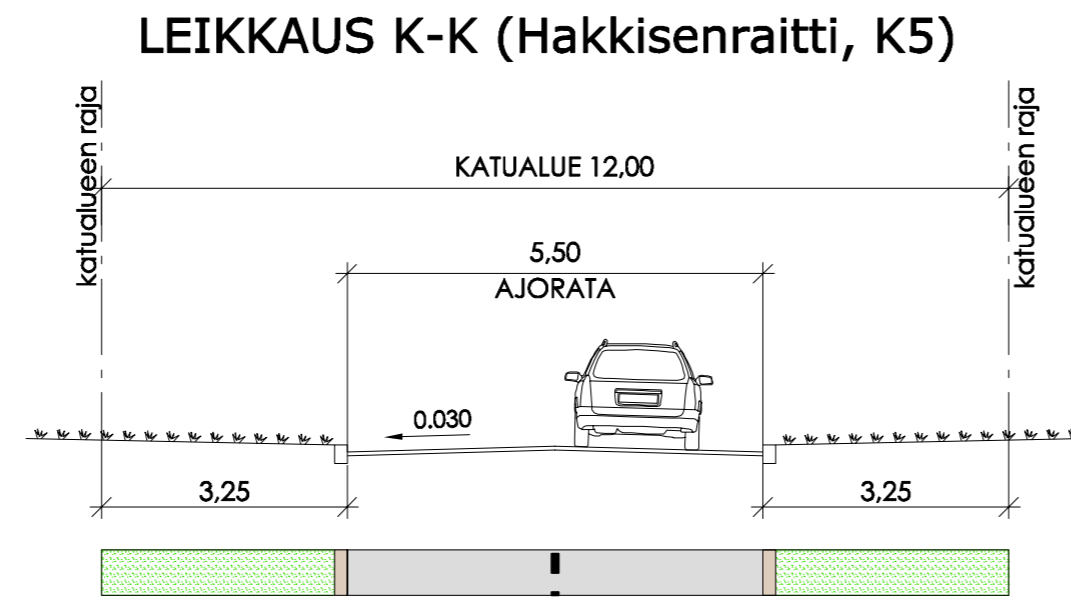 LEIKKAUS K-K (Hakkisenraitti, K5)
katualueen raja
katualueen raja
KATUALUE 12,00
5,50
AJORATA
0.030
3,25
3,25